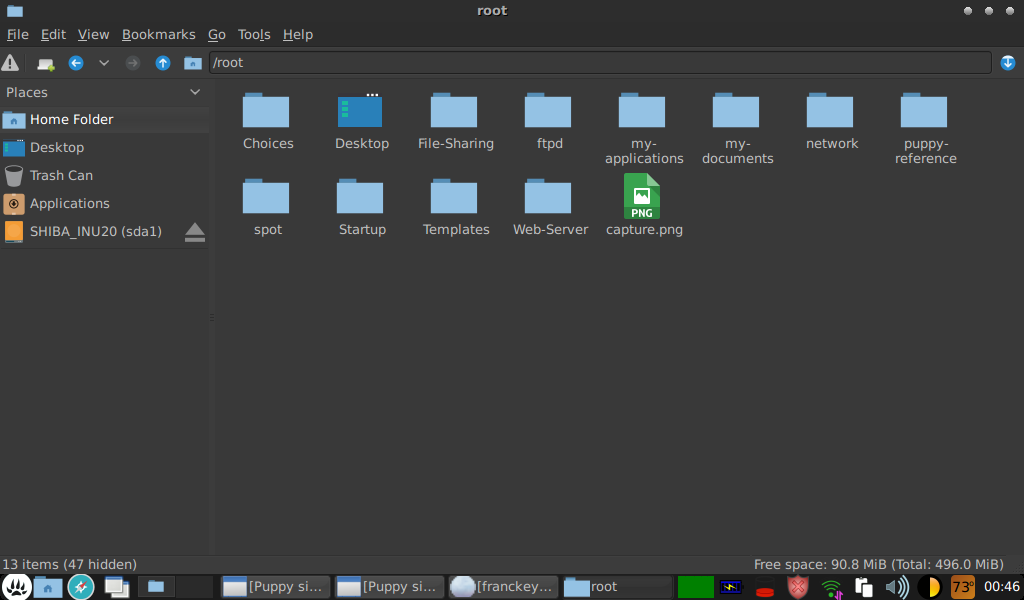 root
File Edit View Bookmarks Go Tools Help
/root
Places
Home Folder
Desktop
Trash Can
Applications
SHIBA_INU20 (sda1)
Choices Desktop File-Sharing ftpd my-applications my-documents network puppy-reference
spot Startup Templates Web-Server PNG capture.png
13 items (47 hidden) Free space: 90.8 MiB (Total: 496.0 MiB)
[Puppy si... [Puppy si... [franckey... root 73° 00:46